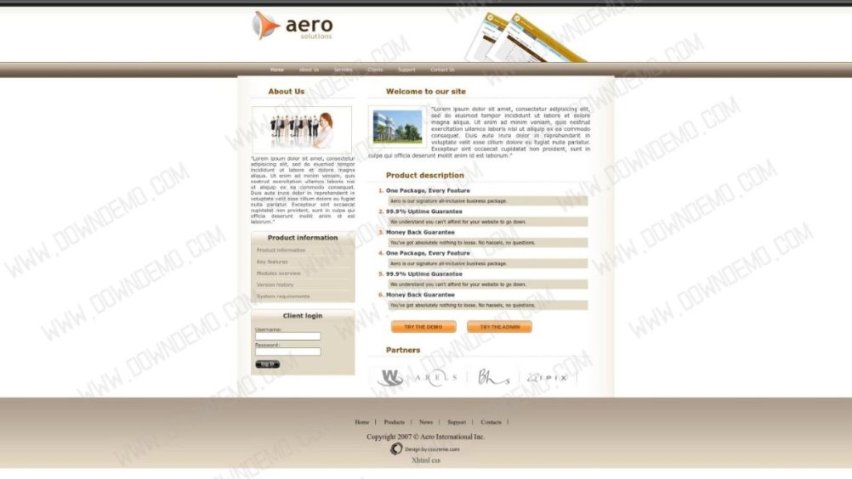 aero
solutions
Home About Us Services Clients Support Contact Us
About Us
"Lorem ipsum dolor sit amet, consectetur
adipisicing elit, sed do eiusmod tempor
incididunt ut labore et dolore magna
aliqua. Ut enim ad minim veniam, quis
nostrud exercitation ullamco laboris nisi
ut aliquip ex ea commodo consequat.
Duis aute irure dolor in reprehenderit in
voluptate velit esse cillum dolore eu fugiat
nulla pariatur. Excepteur sint occaecat
cupidatat non proident, sunt in culpa qui
officia deserunt mollit anim id est
laborum."
Product information
Product information
Key features
Modules overview
Version history
System requirements
Client login
Username:
Password:
log in
Welcome to our site
"Lorem ipsum dolor sit amet, consectetur adipisicing elit,
sed do eiusmod tempor incididunt ut labore et dolore
magna aliqua. Ut enim ad minim veniam, quis nostrud
exercitation ullamco laboris nisi ut aliquip ex ea commodo
consequat. Duis aute irure dolor in reprehenderit in
voluptate velit esse cillum dolore eu fugiat nulla pariatur.
Excepteur sint occaecat cupidatat non proident, sunt in
culpa qui officia deserunt mollit anim id est laborum."
Product description
1. One Package, Every Feature
Aero is our signature all-inclusive business package.
2. 99.9% Uptime Guarantee
We understand you can't afford for your website to go down.
3. Money Back Guarantee
You've got absolutely nothing to loose. No hassels, no questions.
4. One Package, Every Feature
Aero is our signature all-inclusive business package.
5. 99.9% Uptime Guarantee
We understand you can't afford for your website to go down.
6. Money Back Guarantee
You've got absolutely nothing to loose. No hassels, no questions.
TRY THE DEMO TRY THE ADMIN
Partners
Home | Products | News | Support | Contacts |
Copyright 2007 © Aero International Inc.
Xhtml css
WWW.DOWNDEMO.COM